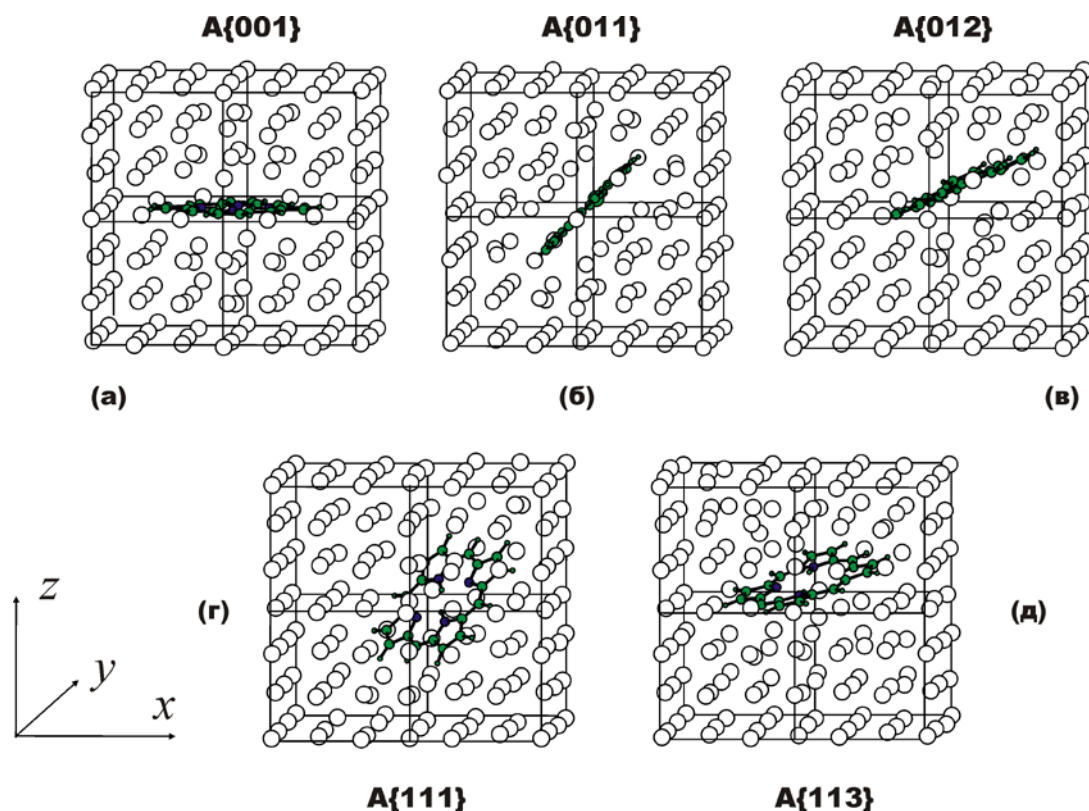 A{001} A{011} A{012}
(а) (б) (в)
z
(г) (д)
y
x
A{111} A{113}